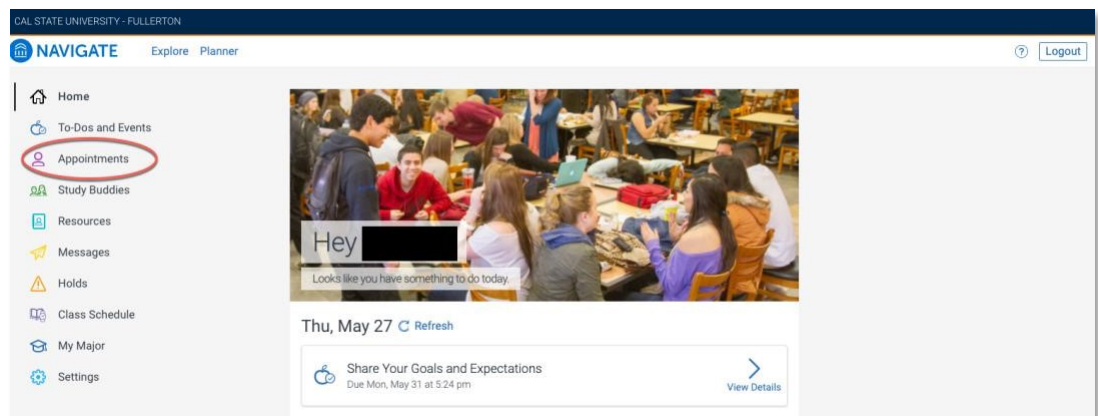 CAL STATE UNIVERSITY - FULLERTON
NAVIGATE Explore Planner ? Logout
Home
To-Dos and Events
Appointments
Study Buddies
Resources
Messages
Holds
Class Schedule
My Major
Settings
Hey
Looks like you have something to do today.
Thu, May 27 Refresh
Share Your Goals and Expectations
Due Mon, May 31 at 5:24 pm
View Details